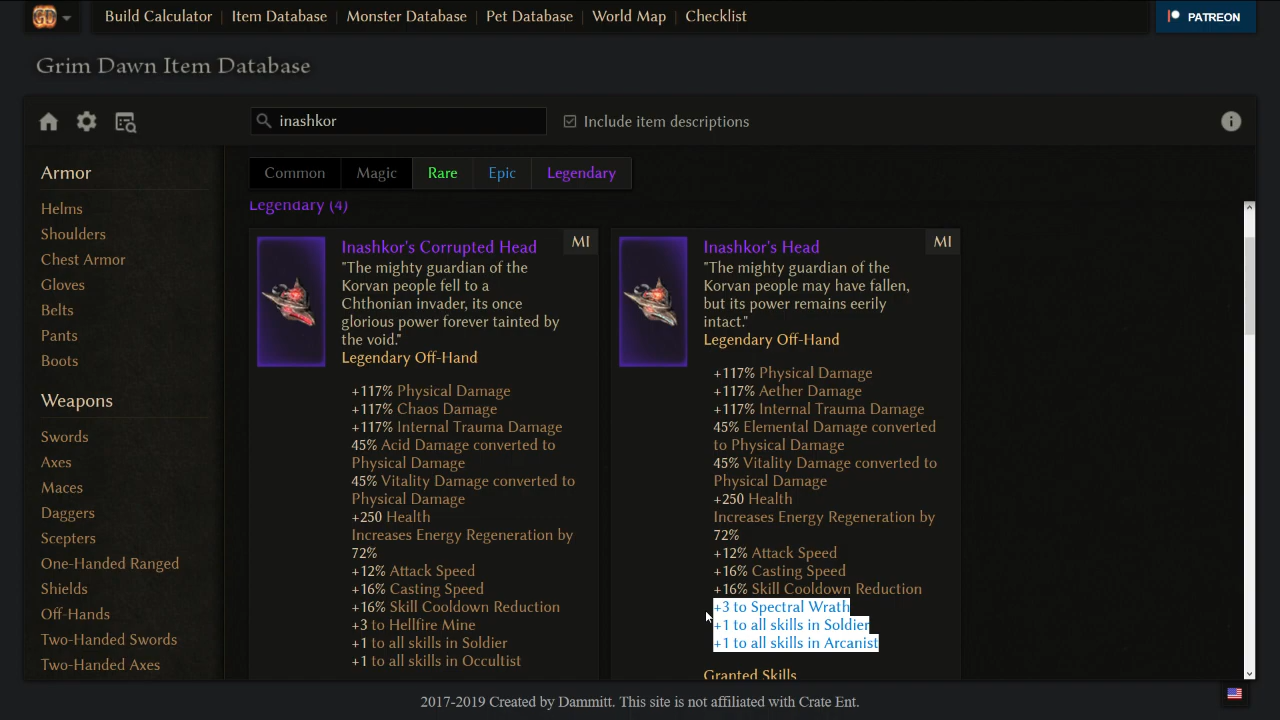 Build Calculator
Item Database
Monster Database
Pet Database
World Map
Checklist
PATREON
Grim Dawn Item Database
inashkor
Include item descriptions
Armor
Helms
Shoulders
Chest Armor
Gloves
Belts
Pants
Boots
Weapons
Swords
Axes
Maces
Daggers
Scepters
One-Handed Ranged
Shields
Off-Hands
Two-Handed Swords
Two-Handed Axes
Common
Magic
Rare
Epic
Legendary
Legendary (4)
Inashkor's Corrupted Head
MI
"The mighty guardian of the
Korvan people fell to a
Chthonian invader, its once
glorious power forever tainted by
the void."
Legendary Off-Hand
+117% Physical Damage
+117% Chaos Damage
+117% Internal Trauma Damage
45% Acid Damage converted to
Physical Damage
45% Vitality Damage converted to
Physical Damage
+250 Health
Increases Energy Regeneration by
72%
+12% Attack Speed
+16% Casting Speed
+16% Skill Cooldown Reduction
+3 to Hellfire Mine
+1 to all skills in Soldier
+1 to all skills in Occultist
Inashkor's Head
MI
"The mighty guardian of the
Korvan people may have fallen,
but its power remains eerily
intact."
Legendary Off-Hand
+117% Physical Damage
+117% Aether Damage
+117% Internal Trauma Damage
45% Elemental Damage converted
to Physical Damage
45% Vitality Damage converted to
Physical Damage
+250 Health
Increases Energy Regeneration by
72%
+12% Attack Speed
+16% Casting Speed
+16% Skill Cooldown Reduction
+3 to Spectral Wrath
+1 to all skills in Soldier
+1 to all skills in Arcanist
Granted Skills
2017-2019 Created by Dammitt. This site is not affiliated with Crate Ent.